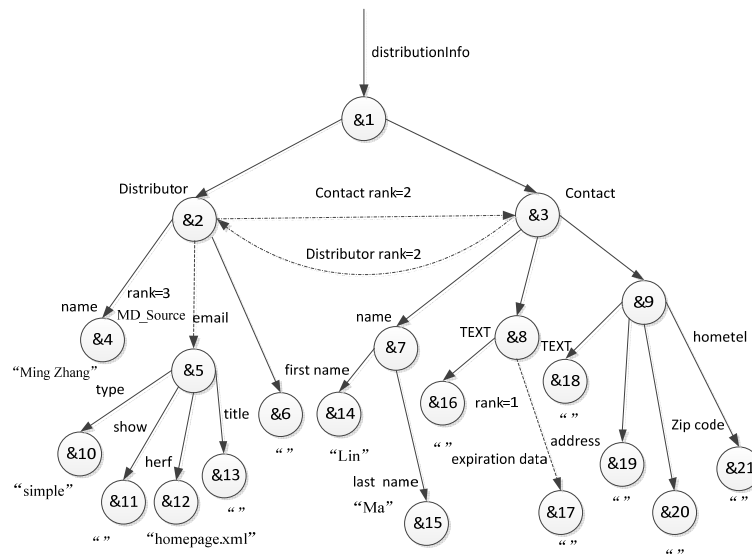 distributionInfo
&1
Distributor
Contact rank=2
Contact
&2
&3
Distributor rank=2
name
rank=3
MD_Source
email
&9
&4
name
TEXT
&8
TEXT
hometel
"Ming Zhang"
&7
&5
first name
&18
type
&6
&14
&16
rank=1
" "
show
title
Zip code
" "
" "
address
&10
herf
&13
"Lin"
expiration data
&19
&21
"simple"
&11
&12
" "
last name
" "
" "
" "
"homepage.xml"
"Ma"
&15
&17
&20
" "
" "